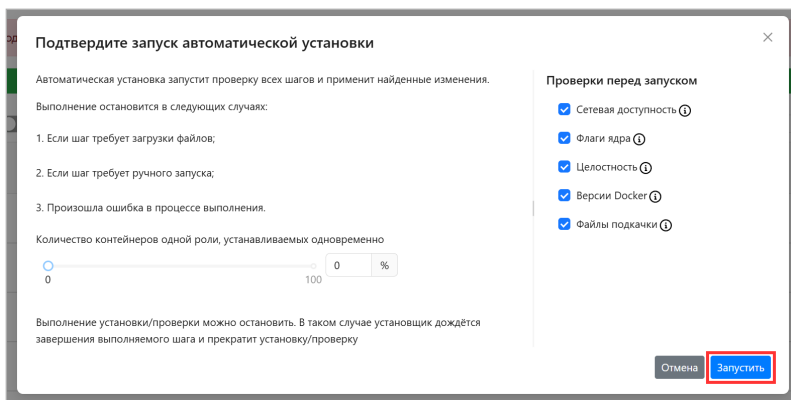 Подтвердите запуск автоматической установки
Автоматическая установка запустит проверку всех шагов и применит найденные изменения.
Выполнение остановится в следующих случаях:
1. Если шаг требует загрузки файлов;
2. Если шаг требует ручного запуска;
3. Произошла ошибка в процессе выполнения.
Количество контейнеров одной роли, устанавливаемых одновременно
0 %
0 100
Выполнение установки/проверки можно остановить. В таком случае установщик дождётся
завершения выполняемого шага и прекратит установку/проверку
Проверки перед запуском
Сетевая доступность
Флаги ядра
Целостность
Версии Docker
Файлы подкачки
Отмена Запустить